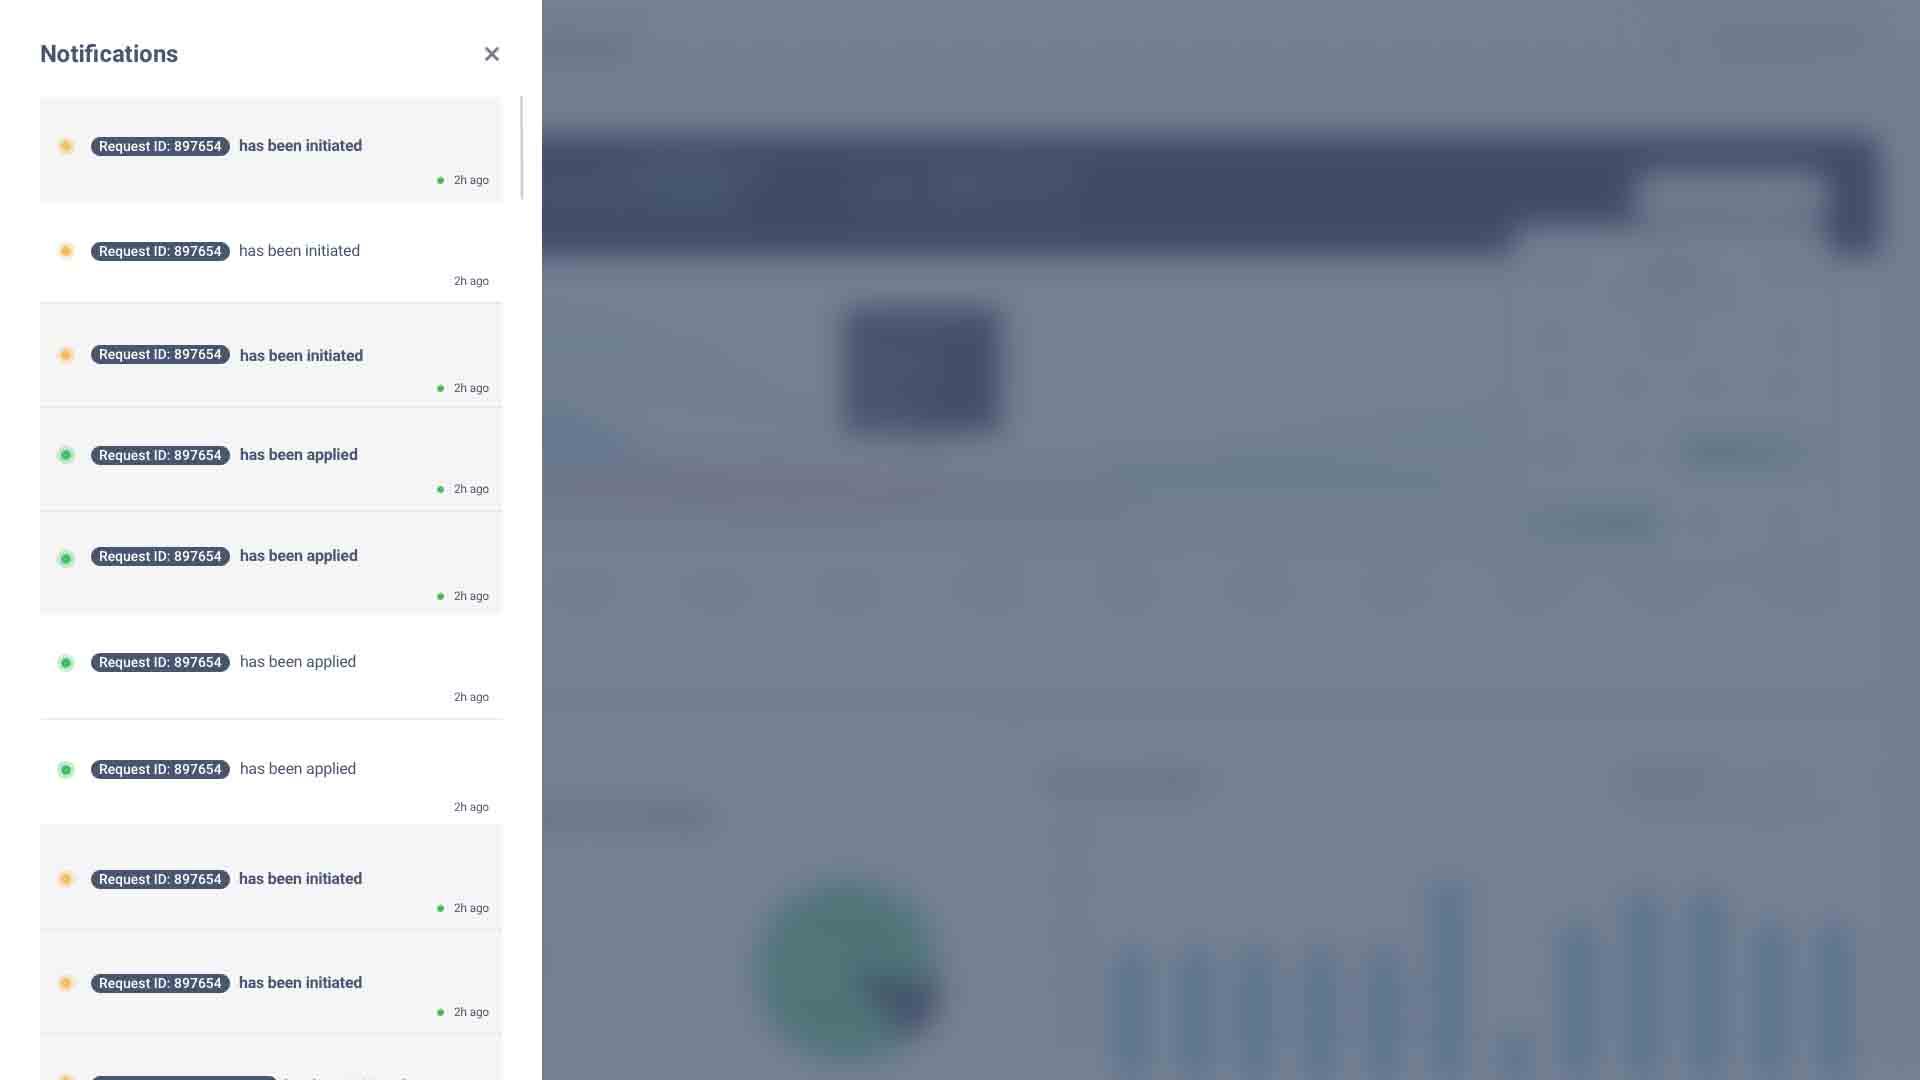 Notifications
Request ID: 897654 has been initiated
2h ago
Request ID: 897654 has been initiated
2h ago
Request ID: 897654 has been initiated
2h ago
Request ID: 897654 has been applied
2h ago
Request ID: 897654 has been applied
2h ago
Request ID: 897654 has been applied
2h ago
Request ID: 897654 has been applied
2h ago
Request ID: 897654 has been initiated
2h ago
Request ID: 897654 has been initiated
2h ago